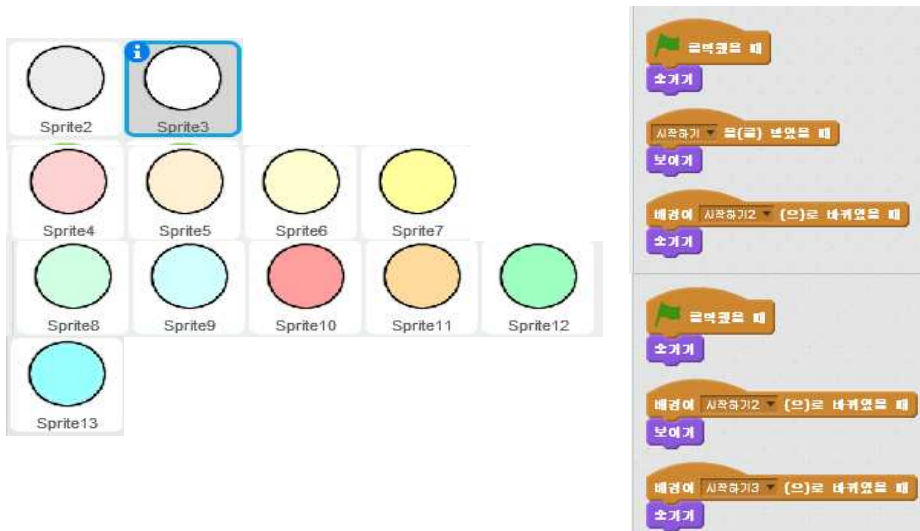 Sprite2 Sprite3
Sprite4 Sprite5 Sprite6 Sprite7
Sprite8 Sprite9 Sprite10 Sprite11 Sprite12
Sprite13
클릭했을 때
숨기기
시작하기 을(를) 받았을 때
보이기
배경이 시작하기2 (으)로 바뀌었을 때
숨기기
클릭했을 때
숨기기
배경이 시작하기2 (으)로 바뀌었을 때
보이기
배경이 시작하기3 (으)로 바뀌었을 때
숨기기